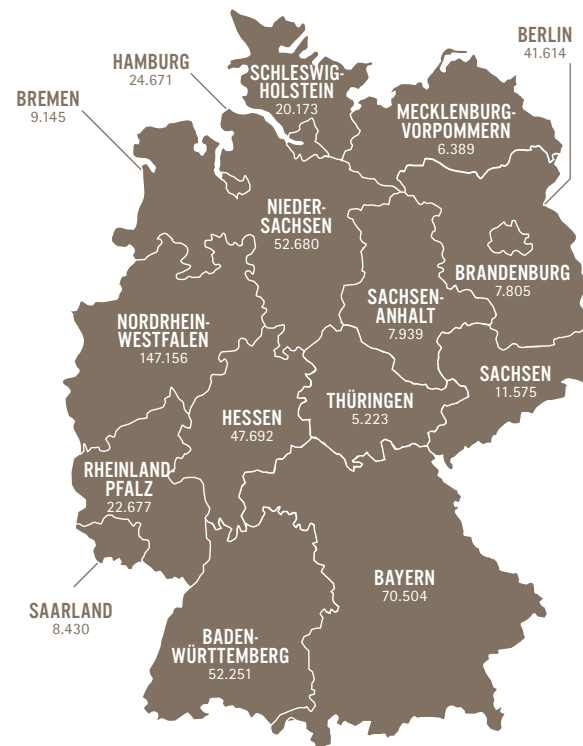 BERLIN
41.614
HAMBURG
24.671
SCHLESWIG-
HOLSTEIN
20.173
BREMEN
9.145
MECKLENBURG-
VORPOMMERN
6.389
NIEDER-
SACHSEN
52.680
BRANDENBURG
7.805
SACHSEN-
ANHALT
7.939
NORDRHEIN-
WESTFALEN
147.156
SACHSEN
11.575
THÜRINGEN
5.223
HESSEN
47.692
RHEINLAND
PFALZ
22.677
BAYERN
70.504
SAARLAND
8.430
BADEN-
WÜRTTEMBERG
52.251